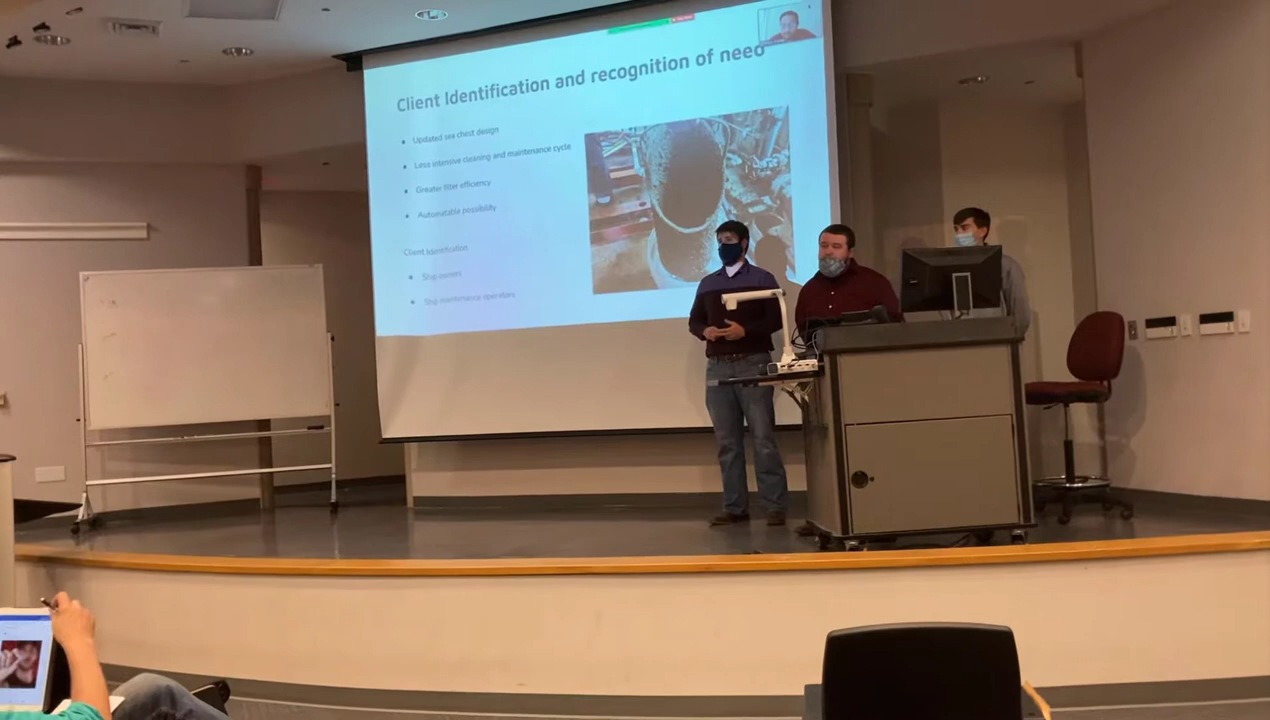 Client Identification and recognition of need
Updated sea chest design
Less intensive cleaning and maintenance cycle
Greater filter efficiency
Automatable possibility
Client Identification
Ship owners
Ship maintenance operators